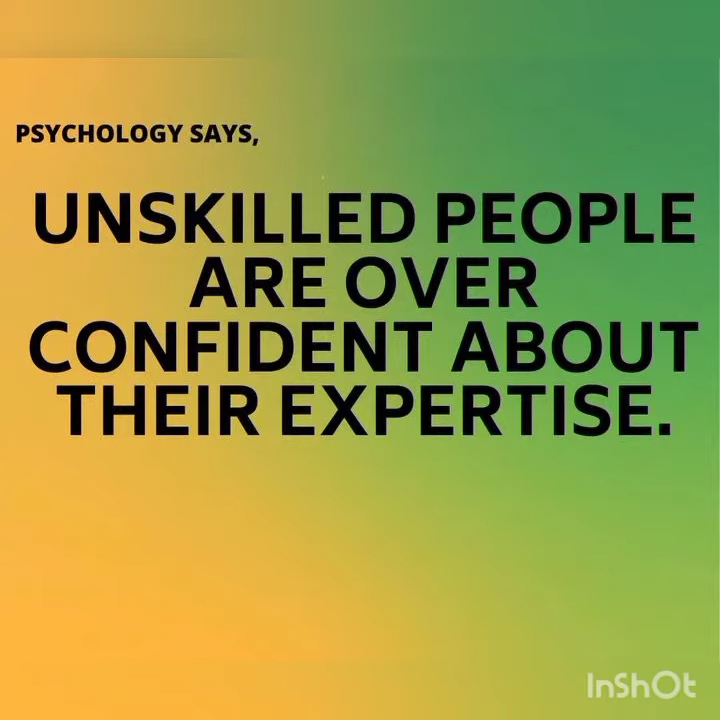 PSYCHOLOGY SAYS,
UNSKILLED PEOPLE
ARE OVER
CONFIDENT ABOUT
THEIR EXPERTISE.
InShOt